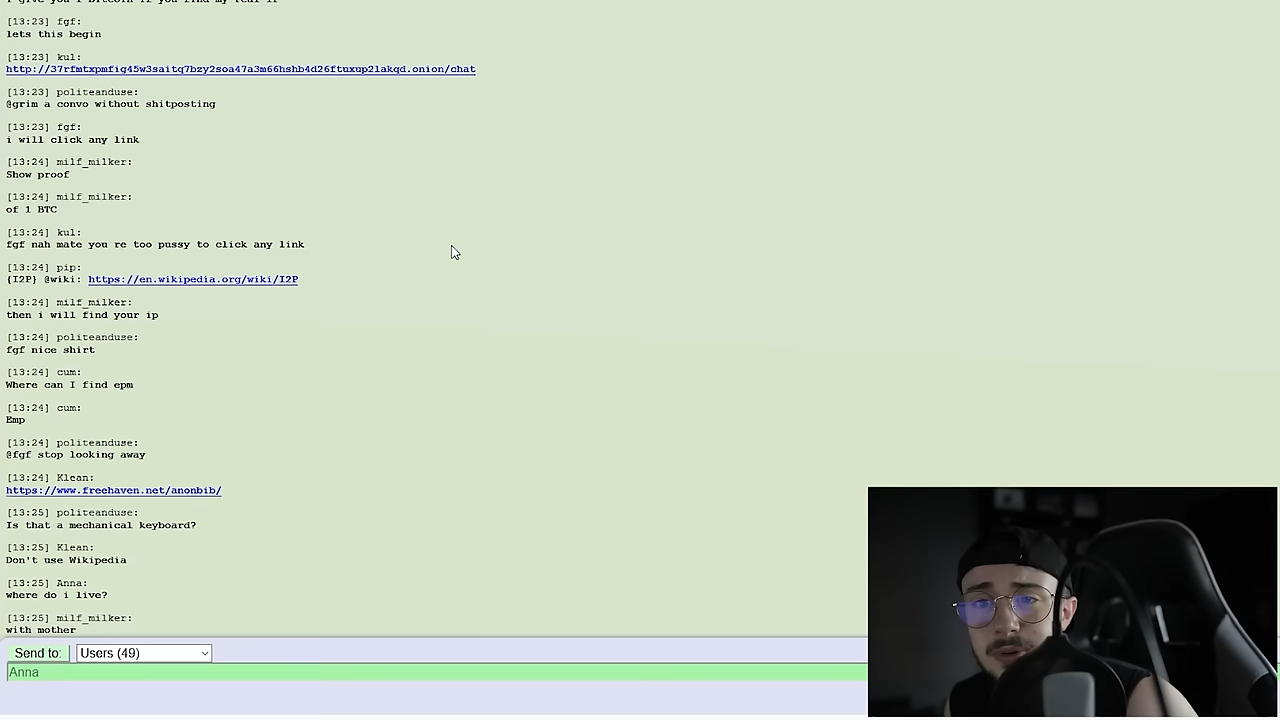 [13:23] fgf:
lets this begin
[13:23] kul:
http://37rfmtxpmfig45w3saitq7bzy2soa47a3m66hshb4d26ftuxup2lakqd.onion/chat
[13:23] politeanduse:
@grim a convo without shitposting
[13:23] fgf:
i will click any link
[13:24] milf_milker:
Show proof
[13:24] milf_milker:
of 1 BTC
[13:24] kul:
fgf nah mate you re too pussy to click any link
[13:24] pip:
{I2P} @wiki: https://en.wikipedia.org/wiki/I2P
[13:24] milf_milker:
then i will find your ip
[13:24] politeanduse:
fgf nice shirt
[13:24] cum:
Where can I find epm
[13:24] cum:
Emp
[13:24] politeanduse:
@fgf stop looking away
[13:24] Klean:
https://www.freehaven.net/anonbib/
[13:25] politeanduse:
Is that a mechanical keyboard?
[13:25] Klean:
Don't use Wikipedia
[13:25] Anna:
where do i live?
[13:25] milf_milker:
with mother
Send to: Users (49)
Anna